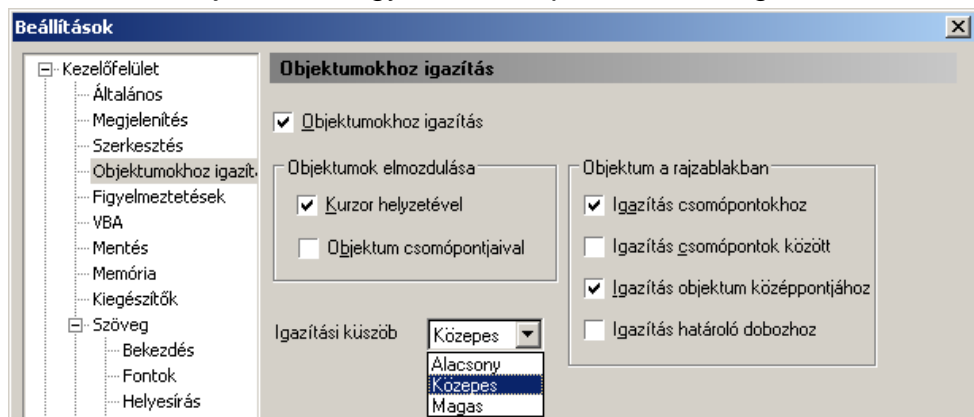 Beállítások
Kezelőfelület
Általános
Megjelenítés
Szerkesztés
Objektumokhoz igazít
Figyelmeztetések
VBA
Mentés
Memória
Kiegészítők
Szöveg
Bekezdés
Fontok
Helyesírás
Objektumokhoz igazítás
Objektumokhoz igazítás
Objektumok elmozdulása
Kurzor helyzetével
Objektum csomópontjaival
Objektum a rajzablakban
Igazítás csomópontokhoz
Igazítás csomópontok között
Igazítás objektum középpontjához
Igazítás határoló dobozhoz
Igazítási küszöb
Közepes
Alacsony
Közepes
Magas